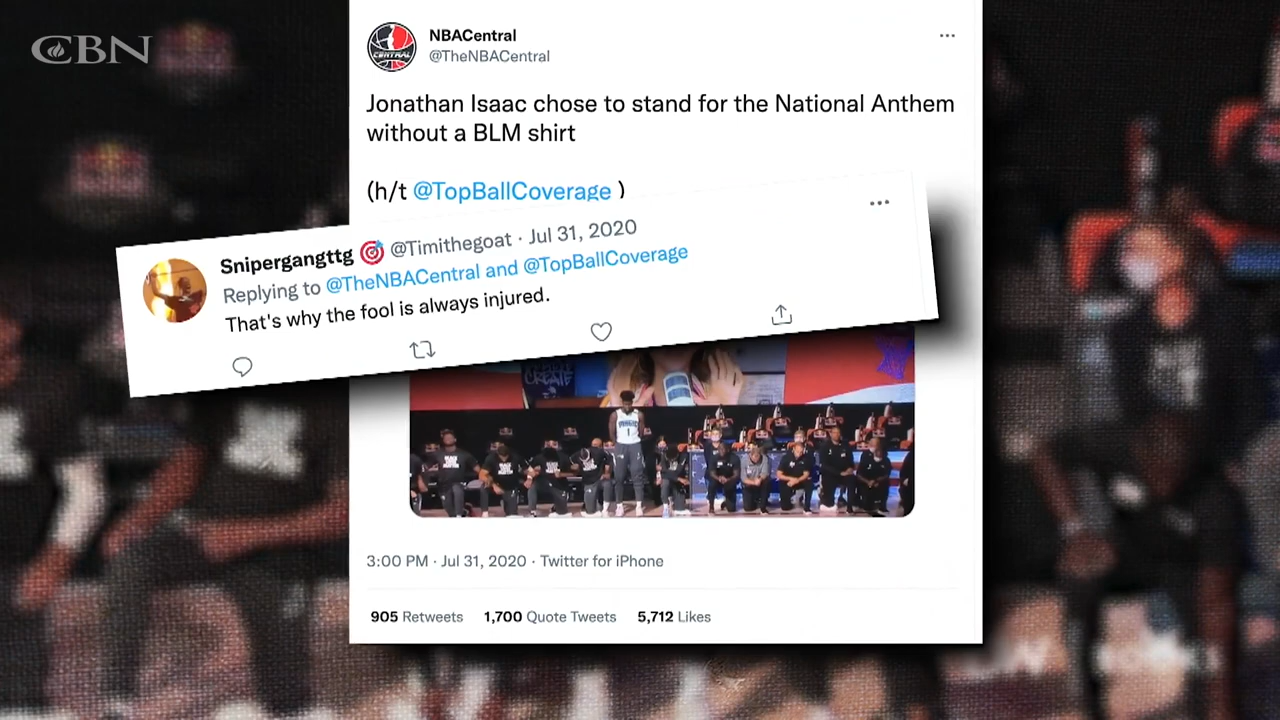 CBN
NBACentral
@TheNBACentral
Jonathan Isaac chose to stand for the National Anthem
without a BLM shirt
(h/t @TopBallCoverage )
Snipergangttg 🎯 @Timithegoat · Jul 31, 2020
Replying to @TheNBACentral and @TopBallCoverage
That's why the fool is always injured.
CREATE
3:00 PM · Jul 31, 2020 · Twitter for iPhone
905 Retweets 1,700 Quote Tweets 5,712 Likes